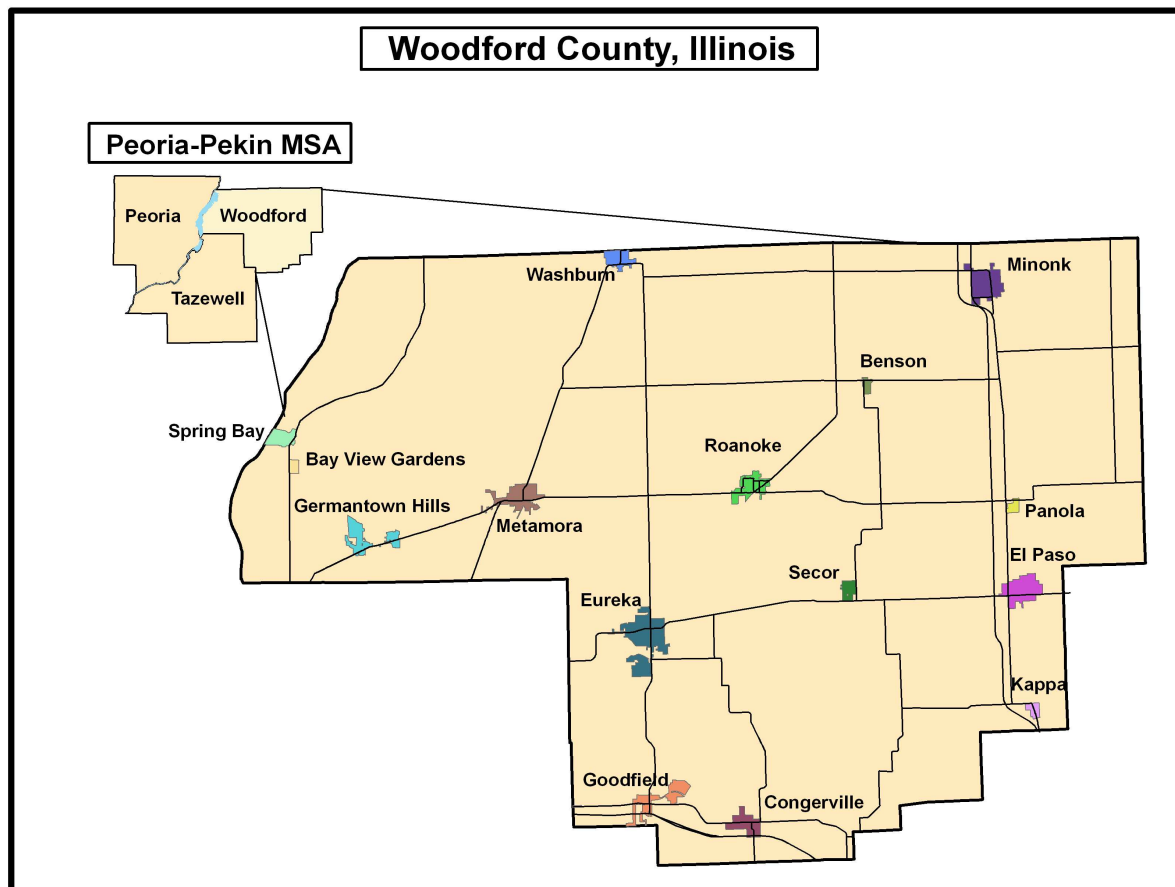 Woodford County, Illinois
Peoria-Pekin MSA
Peoria
Woodford
Tazewell
Washburn
Minonk
Benson
Spring Bay
Roanoke
Bay View Gardens
Germantown Hills
Metamora
Panola
El Paso
Secor
Eureka
Kappa
Goodfield
Congerville